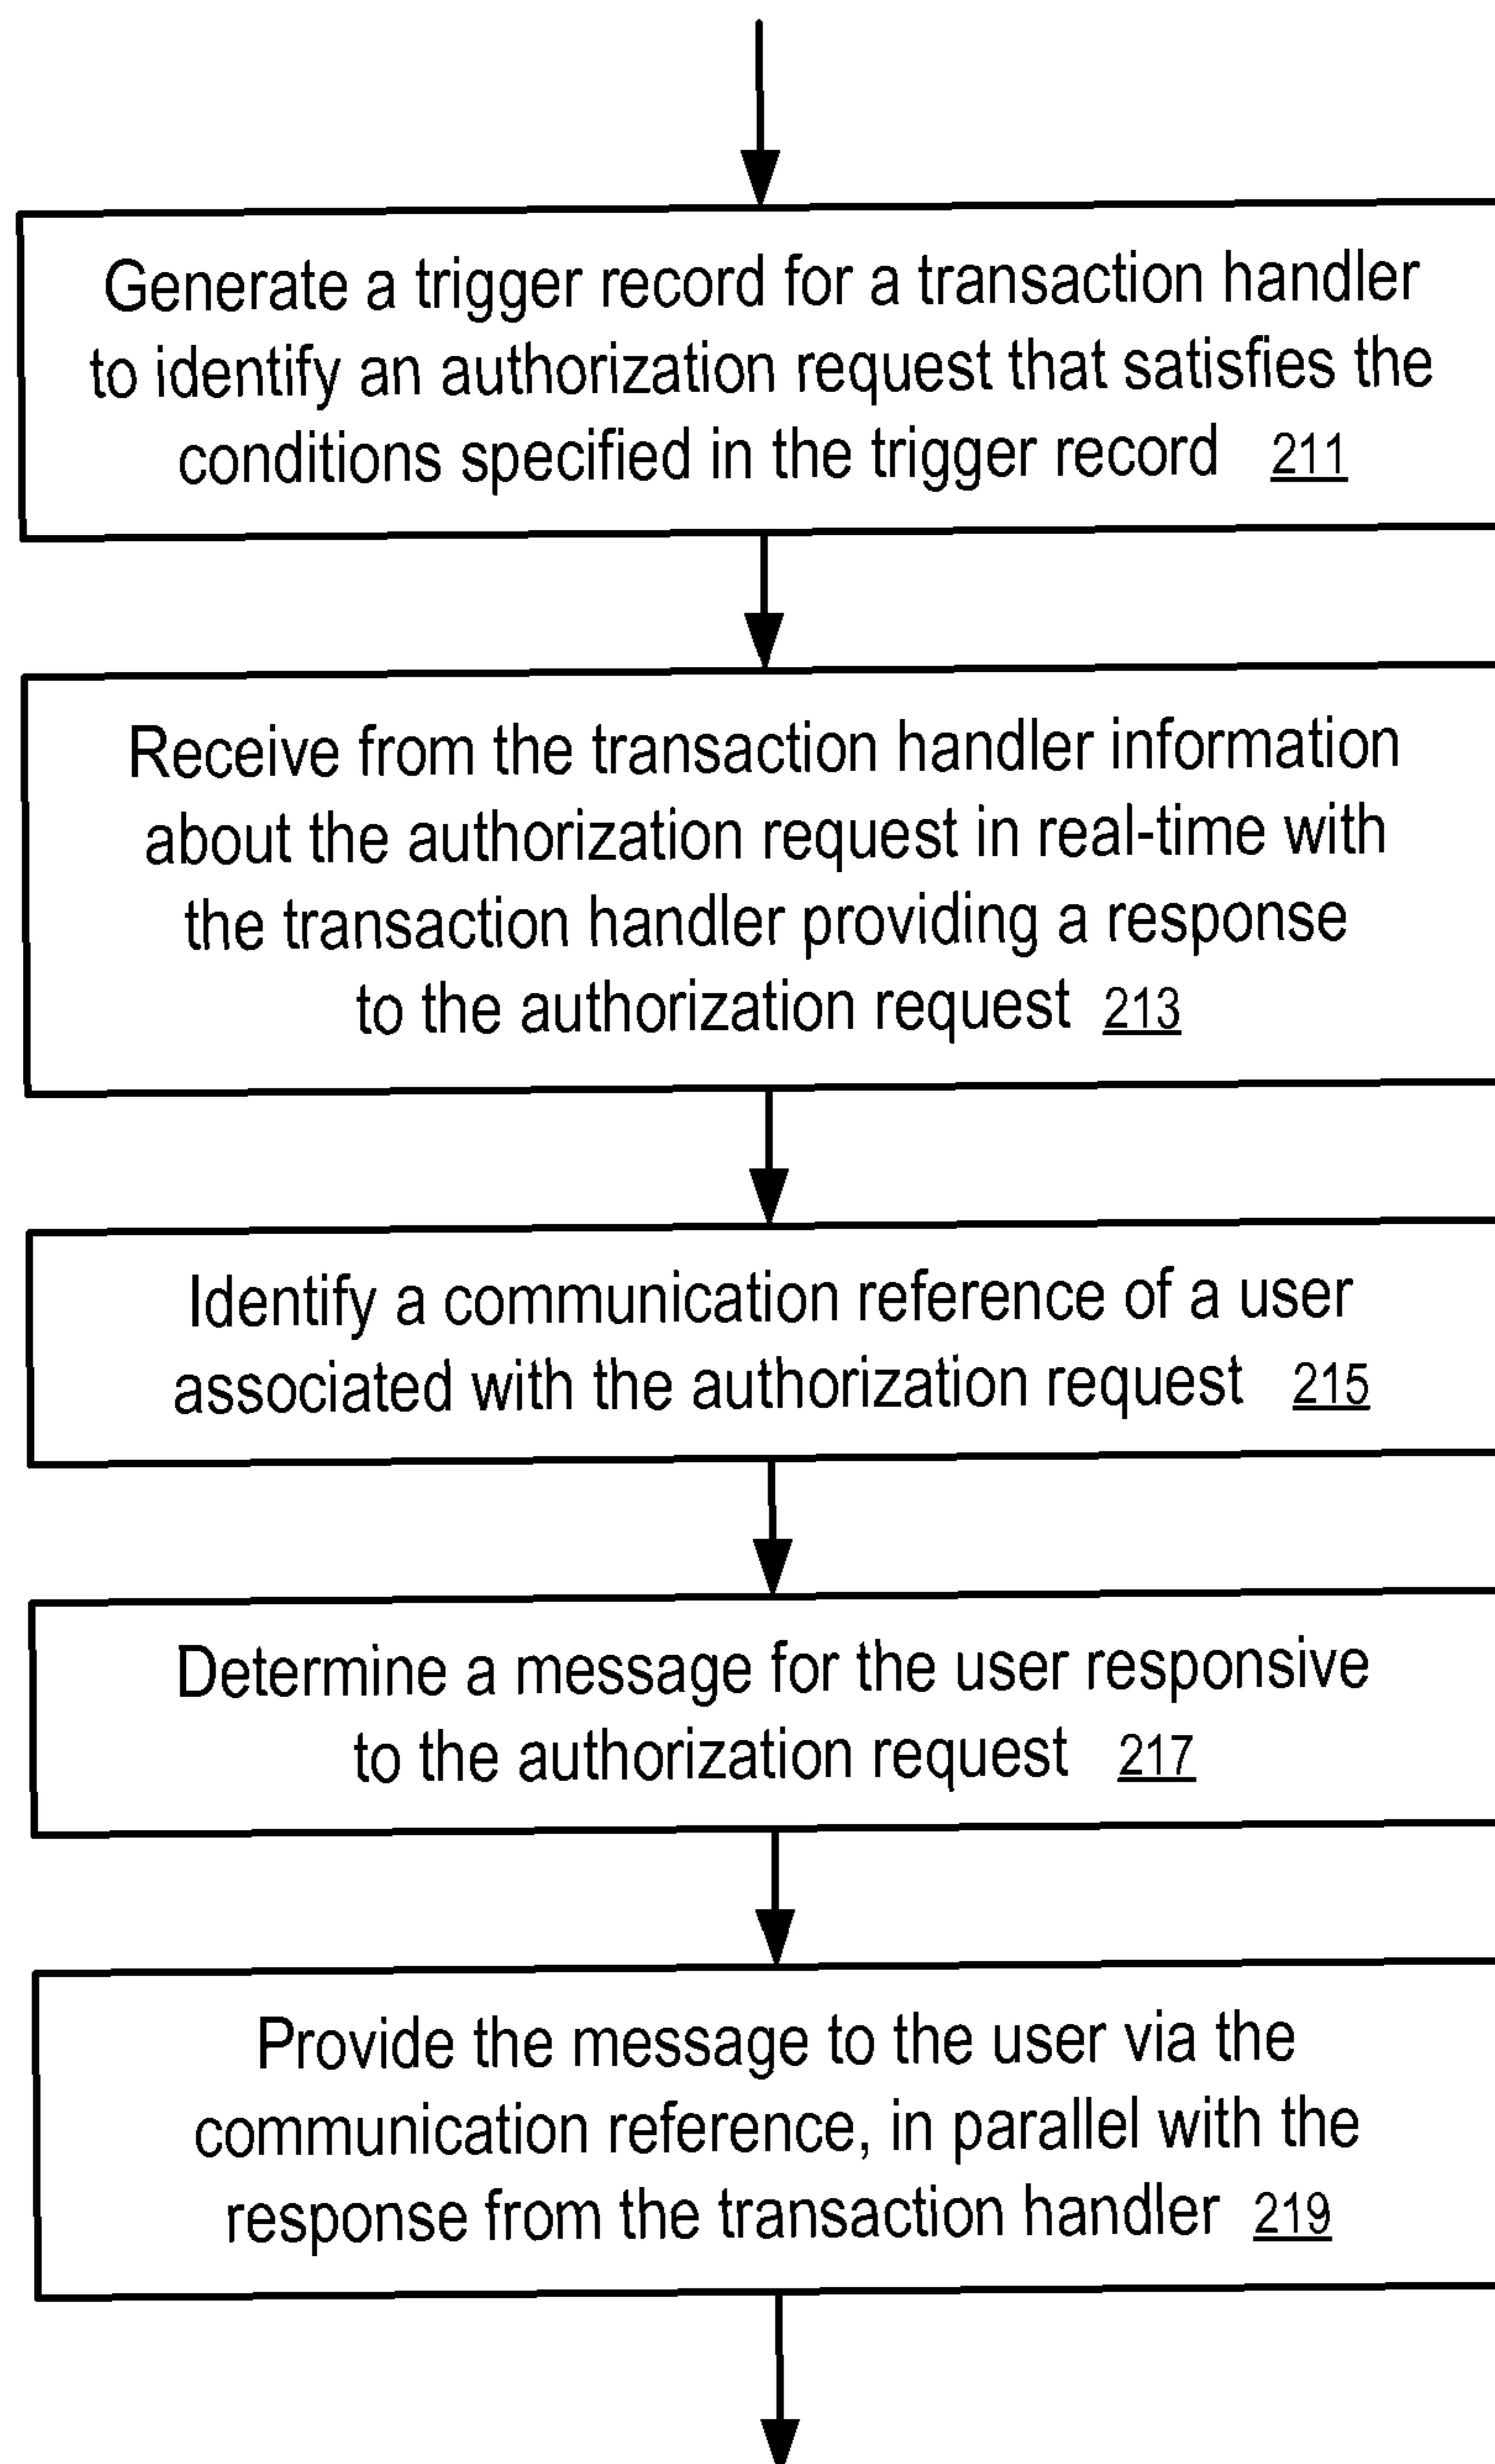 Generate a trigger record for a transaction handler
to identify an authorization request that satisfies the
conditions specified in the trigger record 211
Receive from the transaction handler information
about the authorization request in real-time with
the transaction handler providing a response
to the authorization request 213
Identify a communication reference of a user
associated with the authorization request 215
Determine a message for the user responsive
to the authorization request 217
Provide the message to the user via the
communication reference, in parallel with the
response from the transaction handler 219